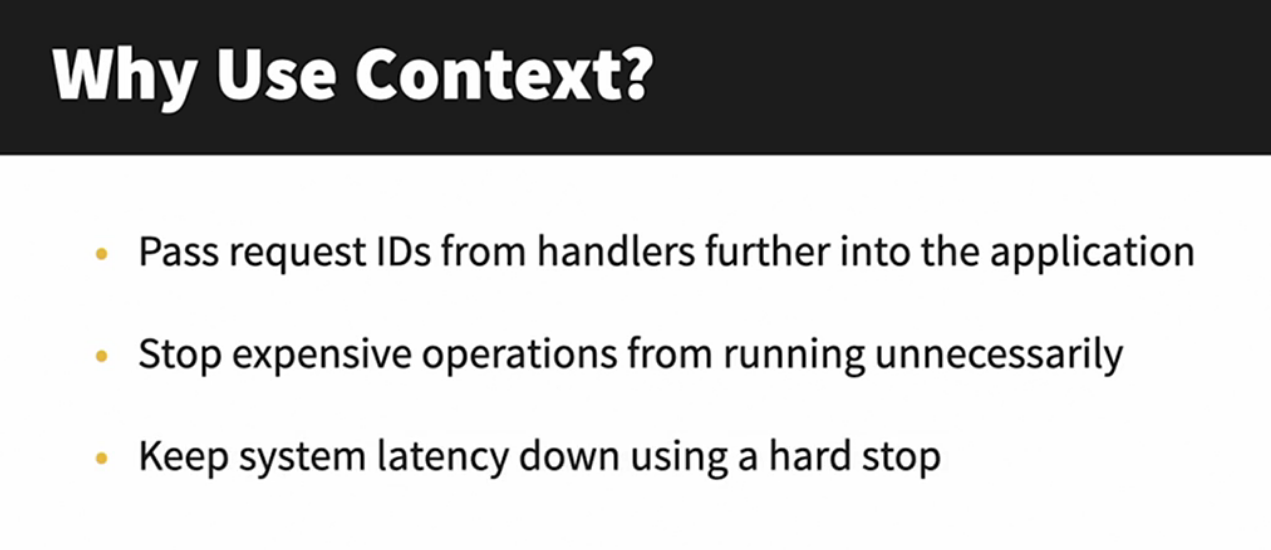 Why Use Context?
• Pass request IDs from handlers further into the application
• Stop expensive operations from running unnecessarily
• Keep system latency down using a hard stop